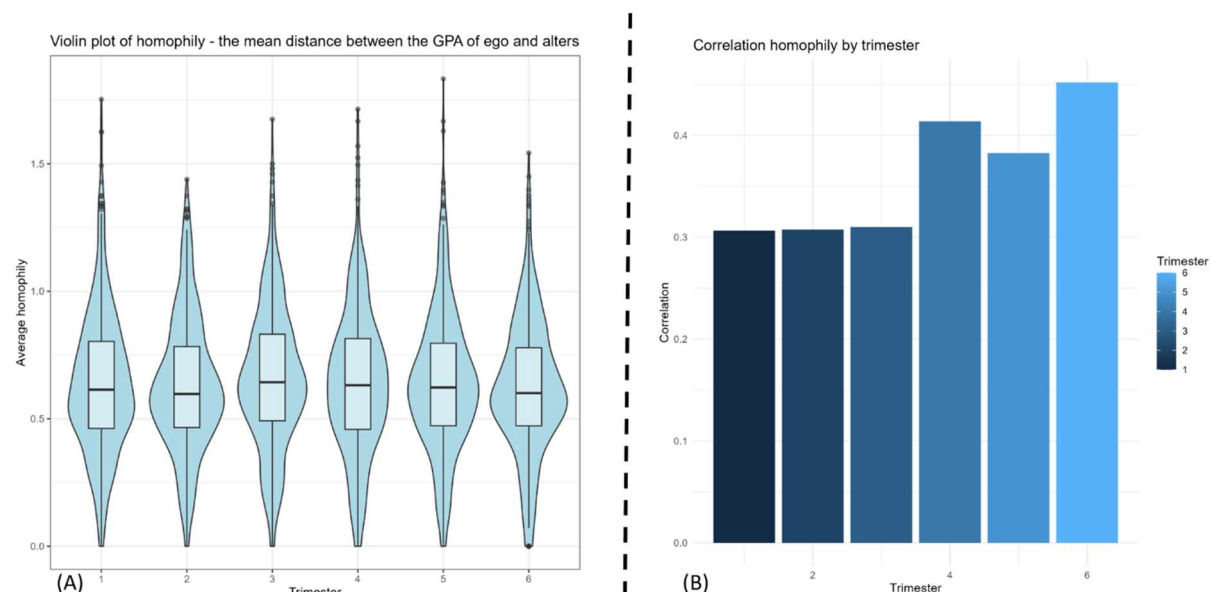 Violin plot of homophily - the mean distance between the GPA of ego and alters
Average homophily
1.5
1.0
0.5
0.0
1 2 3 4 5 6
Trimester
(A)
Correlation homophily by trimester
Correlation
0.4
0.3
0.2
0.1
0.0
2 4 6
Trimester
(B)
Trimester
6
5
4
3
2
1